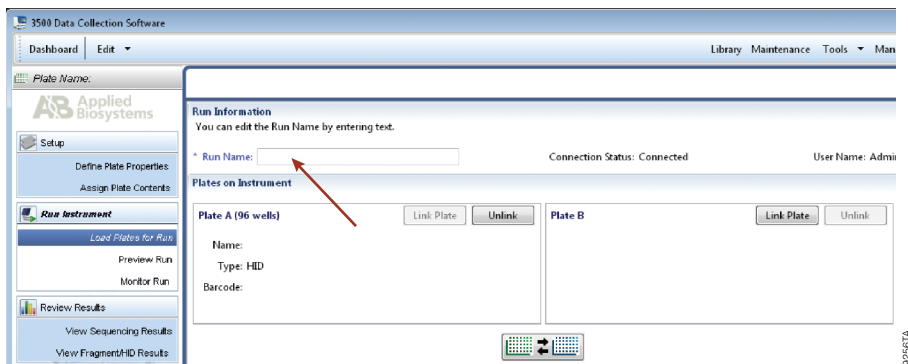 3500 Data Collection Software
Dashboard Edit Library Maintenance Tools Man
Plate Name:
AB Applied Biosystems
Setup
Define Plate Properties
Assign Plate Contents
Run Instrument
Load Plates for Run
Preview Run
Monitor Run
Review Results
View Sequencing Results
View Fragment/HID Results
Run Information
You can edit the Run Name by entering text.
* Run Name: Connection Status: Connected User Name: Admi
Plates on Instrument
Plate A (96 wells) Link Plate Unlink
Name:
Type: HID
Barcode:
Plate B Link Plate Unlink